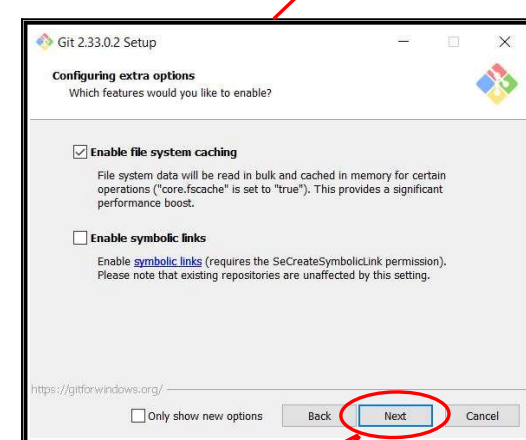 Git 2.33.0.2 Setup
Configuring extra options
Which features would you like to enable?
Enable file system caching
File system data will be read in bulk and cached in memory for certain
operations ("core.fscache" is set to "true"). This provides a significant
performance boost.
Enable symbolic links
Enable symbolic links (requires the SeCreateSymbolicLink permission).
Please note that existing repositories are unaffected by this setting.
https://gitforwindows.org/
Only show new options Back Next Cancel